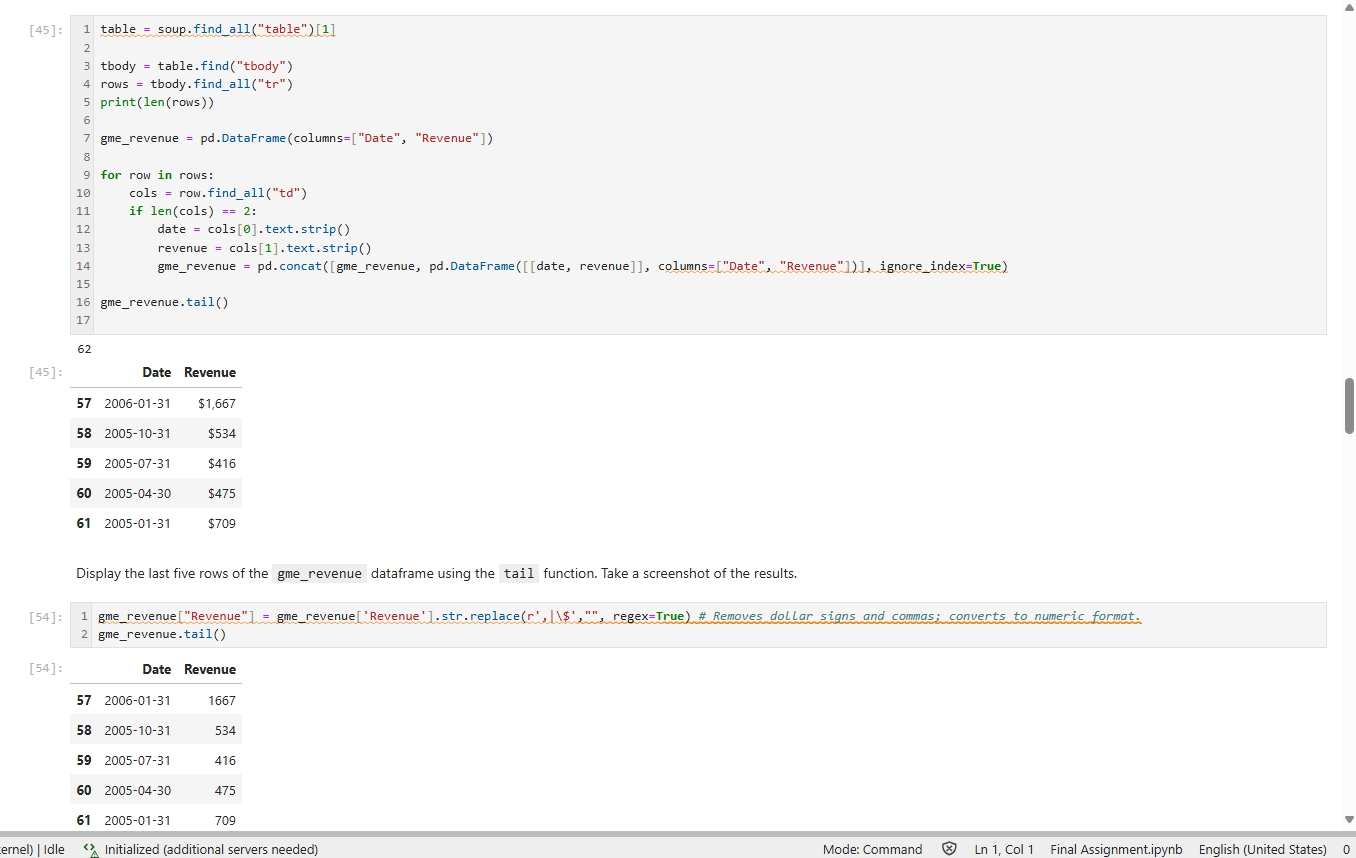 [45]:
1 table = soup.find_all("table")[1]
2
3 tbody = table.find("tbody")
4 rows = tbody.find_all("tr")
5 print(len(rows))
6
7 gme_revenue = pd.DataFrame(columns=["Date", "Revenue"])
8
9 for row in rows:
10     cols = row.find_all("td")
11     if len(cols) == 2:
12         date = cols[0].text.strip()
13         revenue = cols[1].text.strip()
14         gme_revenue = pd.concat([gme_revenue, pd.DataFrame([[date, revenue]], columns=["Date", "Revenue"])], ignore_index=True)
15
16 gme_revenue.tail()
17
62
[45]: Date Revenue
57 2006-01-31 $1,667
58 2005-10-31 $534
59 2005-07-31 $416
60 2005-04-30 $475
61 2005-01-31 $709
Display the last five rows of the gme_revenue dataframe using the tail function. Take a screenshot of the results.
[54]: 1 gme_revenue["Revenue"] = gme_revenue['Revenue'].str.replace(r',|\$',"", regex=True) # Removes dollar signs and commas; converts to numeric format.
2 gme_revenue.tail()
[54]: Date Revenue
57 2006-01-31 1667
58 2005-10-31 534
59 2005-07-31 416
60 2005-04-30 475
61 2005-01-31 709
ernel) | Idle Initialized (additional servers needed) Mode: Command Ln 1, Col 1 Final Assignment.ipynb English (United States) 0